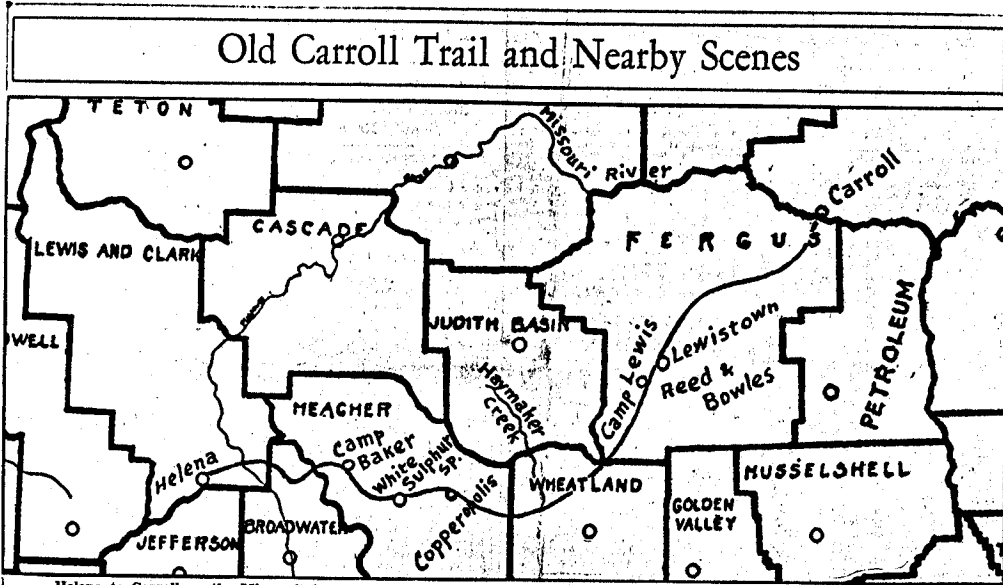 Old Carroll Trail and Nearby Scenes
TETON
Missouri
River
Carroll
CASCADE
FERGUS
LEWIS AND CLARK
JUDITH BASIN
Camp Lewis
Lewistown
Reed &
Bowles
PETROLEUM
Haymaker
Creek
MEAGHER
Camp
Baker
White
Sulphur
SP.
Copperopolis
Helena
WHEATLAND
MUSSELSHELL
GOLDEN
VALLEY
BROADWATER
JEFFERSON